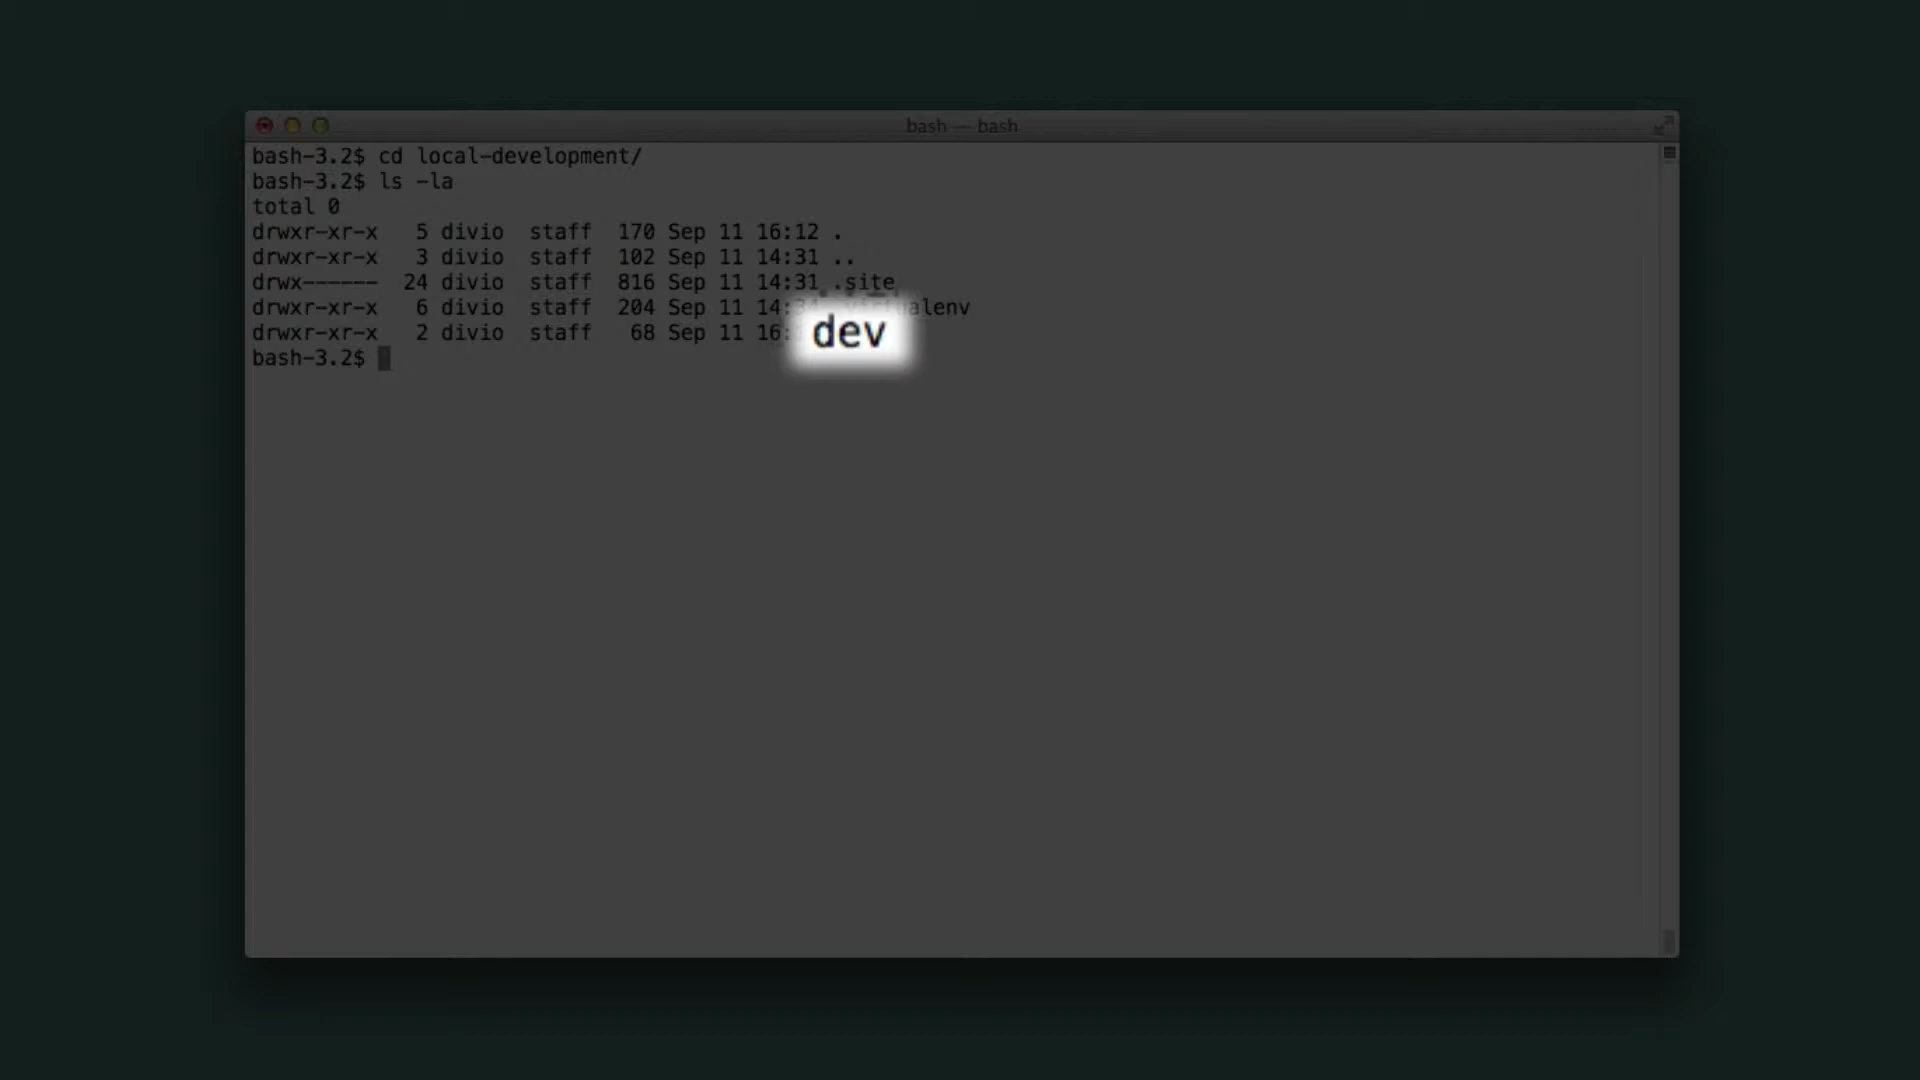 bash — bash
bash-3.2$ cd local-development/
bash-3.2$ ls -la
total 0
drwxr-xr-x   5 divio  staff  170 Sep 11 16:12 .
drwxr-xr-x   3 divio  staff  102 Sep 11 14:31 ..
drwx------  24 divio  staff  816 Sep 11 14:31 .site
drwxr-xr-x   6 divio  staff  204 Sep 11
drwxr-xr-x   2 divio  staff   68 Sep 11 dev
bash-3.2$